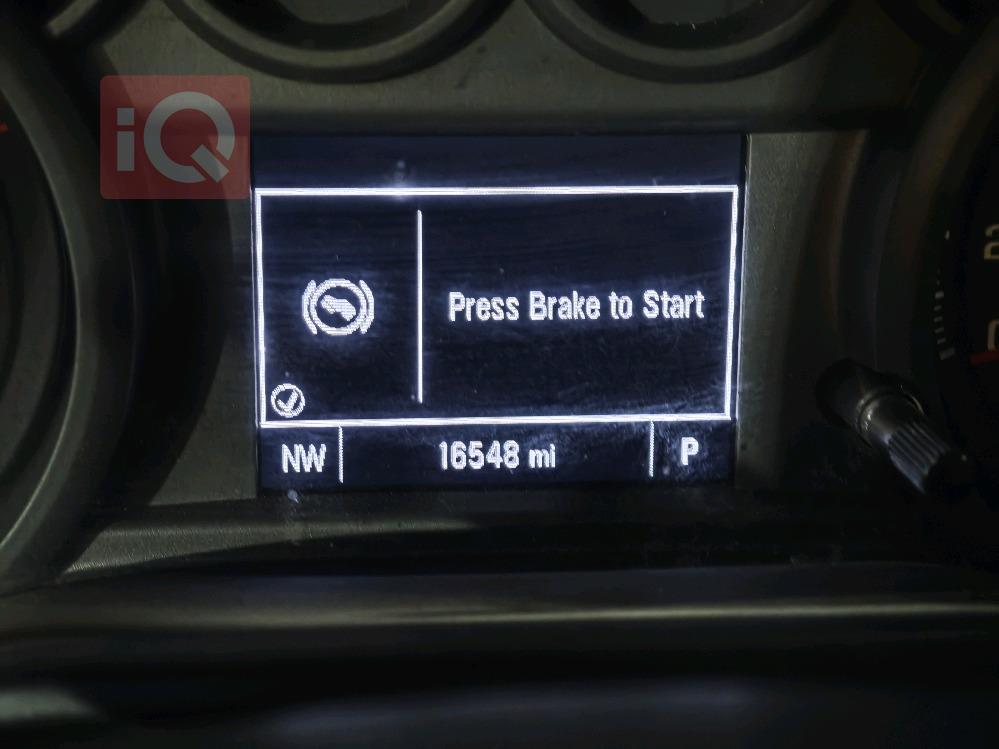 iQ
Press Brake to Start
NW 16548 mi P